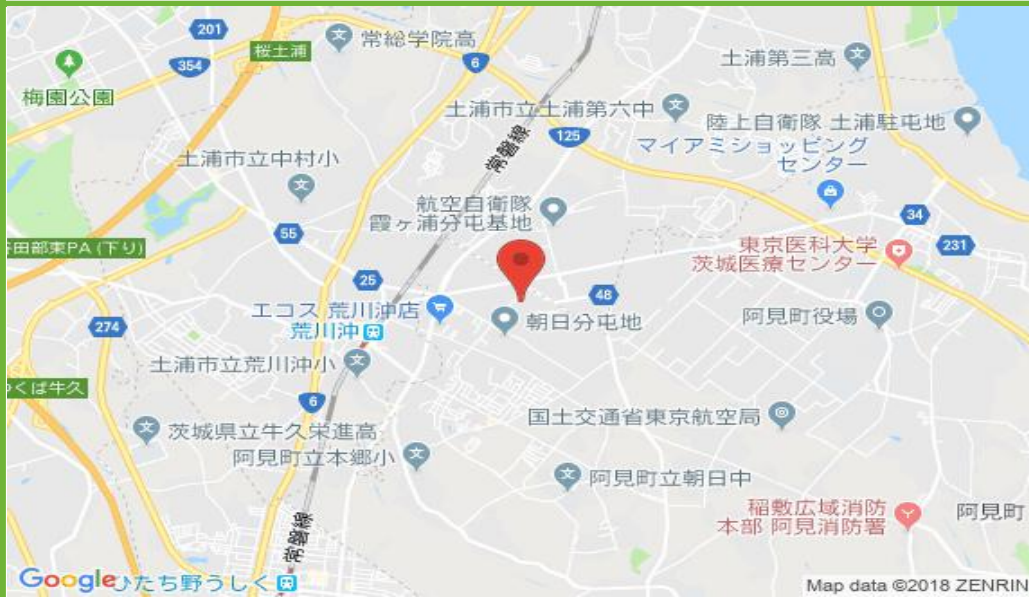 201
常総学院高
桜土浦
6
土浦第三高
354
梅園公園
土浦市立土浦第六中
陸上自衛隊 土浦駐屯地
125
常磐線
マイアミショッピング
センター
土浦市立中村小
航空自衛隊
霞ヶ浦分屯基地
34
55
東京医科大学
茨城医療センター
231
田部東PA (下り)
25
48
エコス 荒川沖店
荒川沖
朝日分屯地
阿見町役場
274
土浦市立荒川沖小
くば牛久
6
国土交通省東京航空局
茨城県立牛久栄進高
阿見町立本郷小
阿見町立朝日中
稲敷広域消防
本部 阿見消防署
阿見町
常磐線
Google
ひたち野うしく
Map data ©2018 ZENRIN